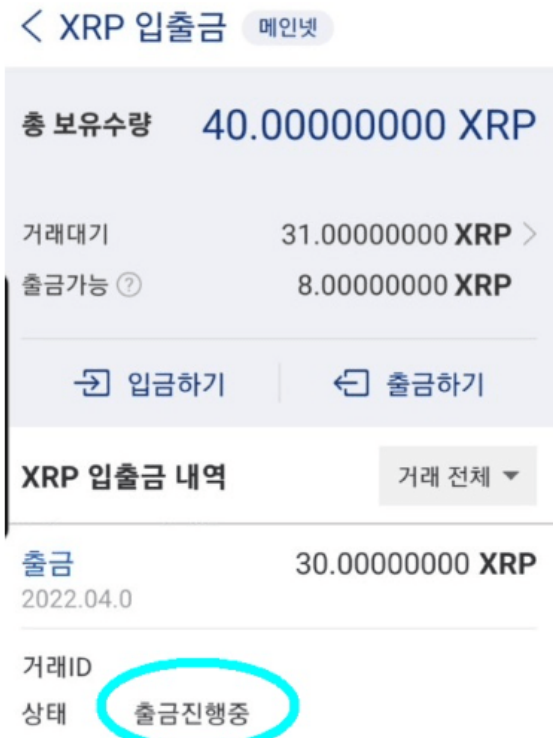 XRP 입출금 메인넷
총 보유수량 40.00000000 XRP
거래대기 31.00000000 XRP
출금가능 ? 8.00000000 XRP
입금하기 출금하기
XRP 입출금 내역 거래 전체
출금 30.00000000 XRP
2022.04.0
거래ID
상태 출금진행중